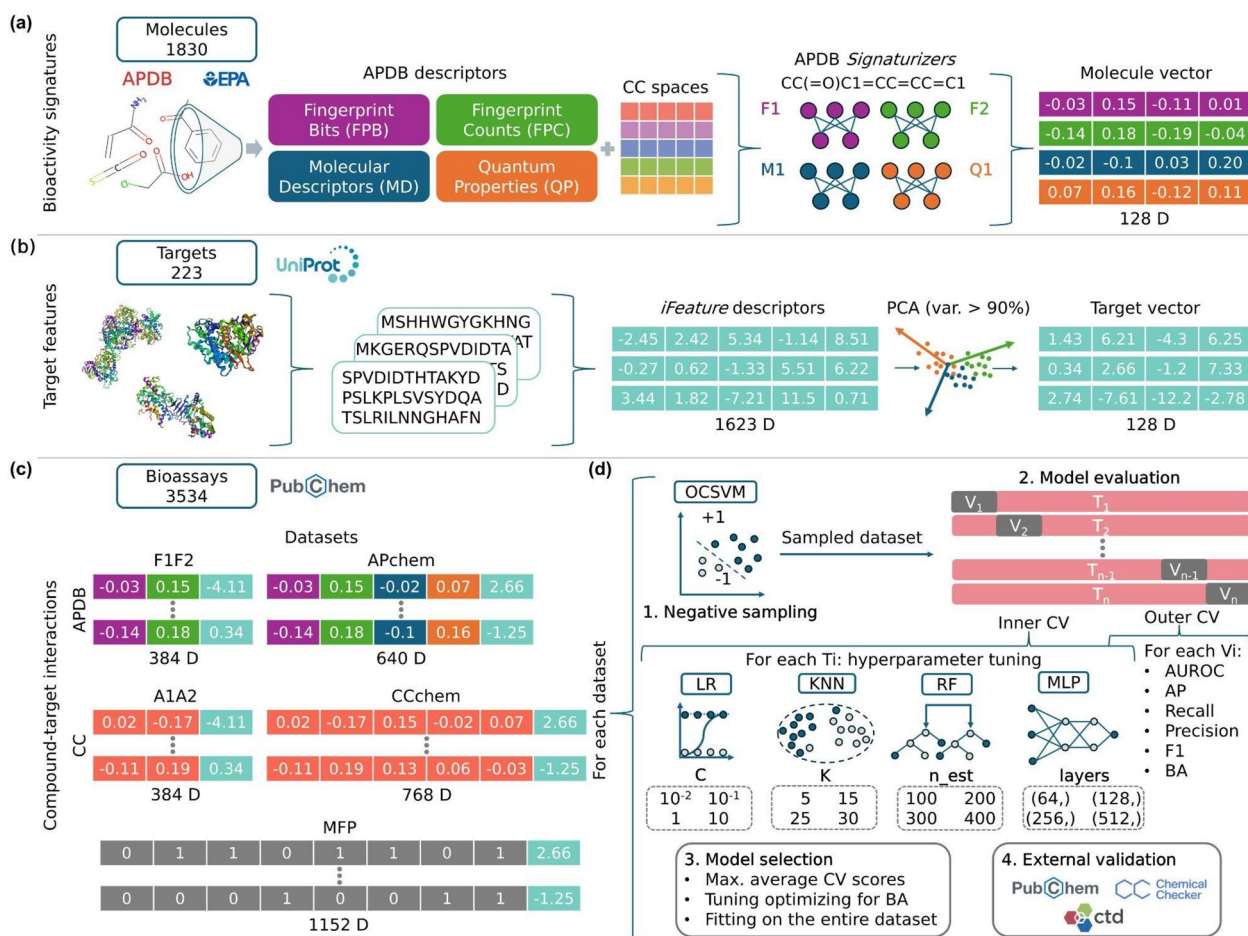 (a)
Bioactivity signatures
Molecules
1830
APDB
EPA
NH₂
O
O
O
S
C
O
Cl
OH
APDB descriptors
Fingerprint
Bits (FPB)
Fingerprint
Counts (FPC)
Molecular
Descriptors (MD)
Quantum
Properties (QP)
CC spaces
APDB Signaturizers
CC(=O)C1=CC=CC=C1
F1
F2
M1
Q1
Molecule vector
-0.03 0.15 -0.11 0.01
-0.14 0.18 -0.19 -0.04
-0.02 -0.1 0.03 0.20
0.07 0.16 -0.12 0.11
128 D
(b)
Target features
Targets
223
UniProt
MSHHWGYGKHNG
AT
MKGERQSPVDIDTA
TS
D
SPVDIDTHTAKYD
PSLKPLSVSYDQA
TSLRILNNGHAFN
iFeature descriptors
-2.45 2.42 5.34 -1.14 8.51
-0.27 0.62 -1.33 5.51 6.22
3.44 1.82 -7.21 11.5 0.71
1623 D
PCA (var. > 90%)
Target vector
1.43 6.21 -4.3 6.25
0.34 2.66 -1.2 7.33
2.74 -7.61 -12.2 -2.78
128 D
(c)
Compound-target interactions
Bioassays
3534
PubChem
Datasets
APDB
F1F2
-0.03 0.15 -4.11
-0.14 0.18 0.34
384 D
APchem
-0.03 0.15 -0.02 0.07 2.66
-0.14 0.18 -0.1 0.16 -1.25
640 D
CC
A1A2
0.02 -0.17 -4.11
-0.11 0.19 0.34
384 D
CCchem
0.02 -0.17 0.15 -0.02 0.07 2.66
-0.11 0.19 0.13 0.06 -0.03 -1.25
768 D
MFP
0 1 1 0 1 1 0 1 2.66
0 0 0 1 0 0 1 1 -1.25
1152 D
(d)
For each dataset
OCSVM
+1
-1
1. Negative sampling
Sampled dataset
2. Model evaluation
V1 T1
V2 T2
Tn-1 Vn-1
Tn Vn
Inner CV
Outer CV
For each Ti: hyperparameter tuning
LR
KNN
RF
MLP
C
K
n_est
layers
10⁻² 10⁻¹
1 10
5 15
25 30
100 200
300 400
(64,) (128,)
(256,) (512,)
For each Vi:
• AUROC
• AP
• Recall
• Precision
• F1
• BA
3. Model selection
• Max. average CV scores
• Tuning optimizing for BA
• Fitting on the entire dataset
4. External validation
PubChem
Chemical
Checker
ctd